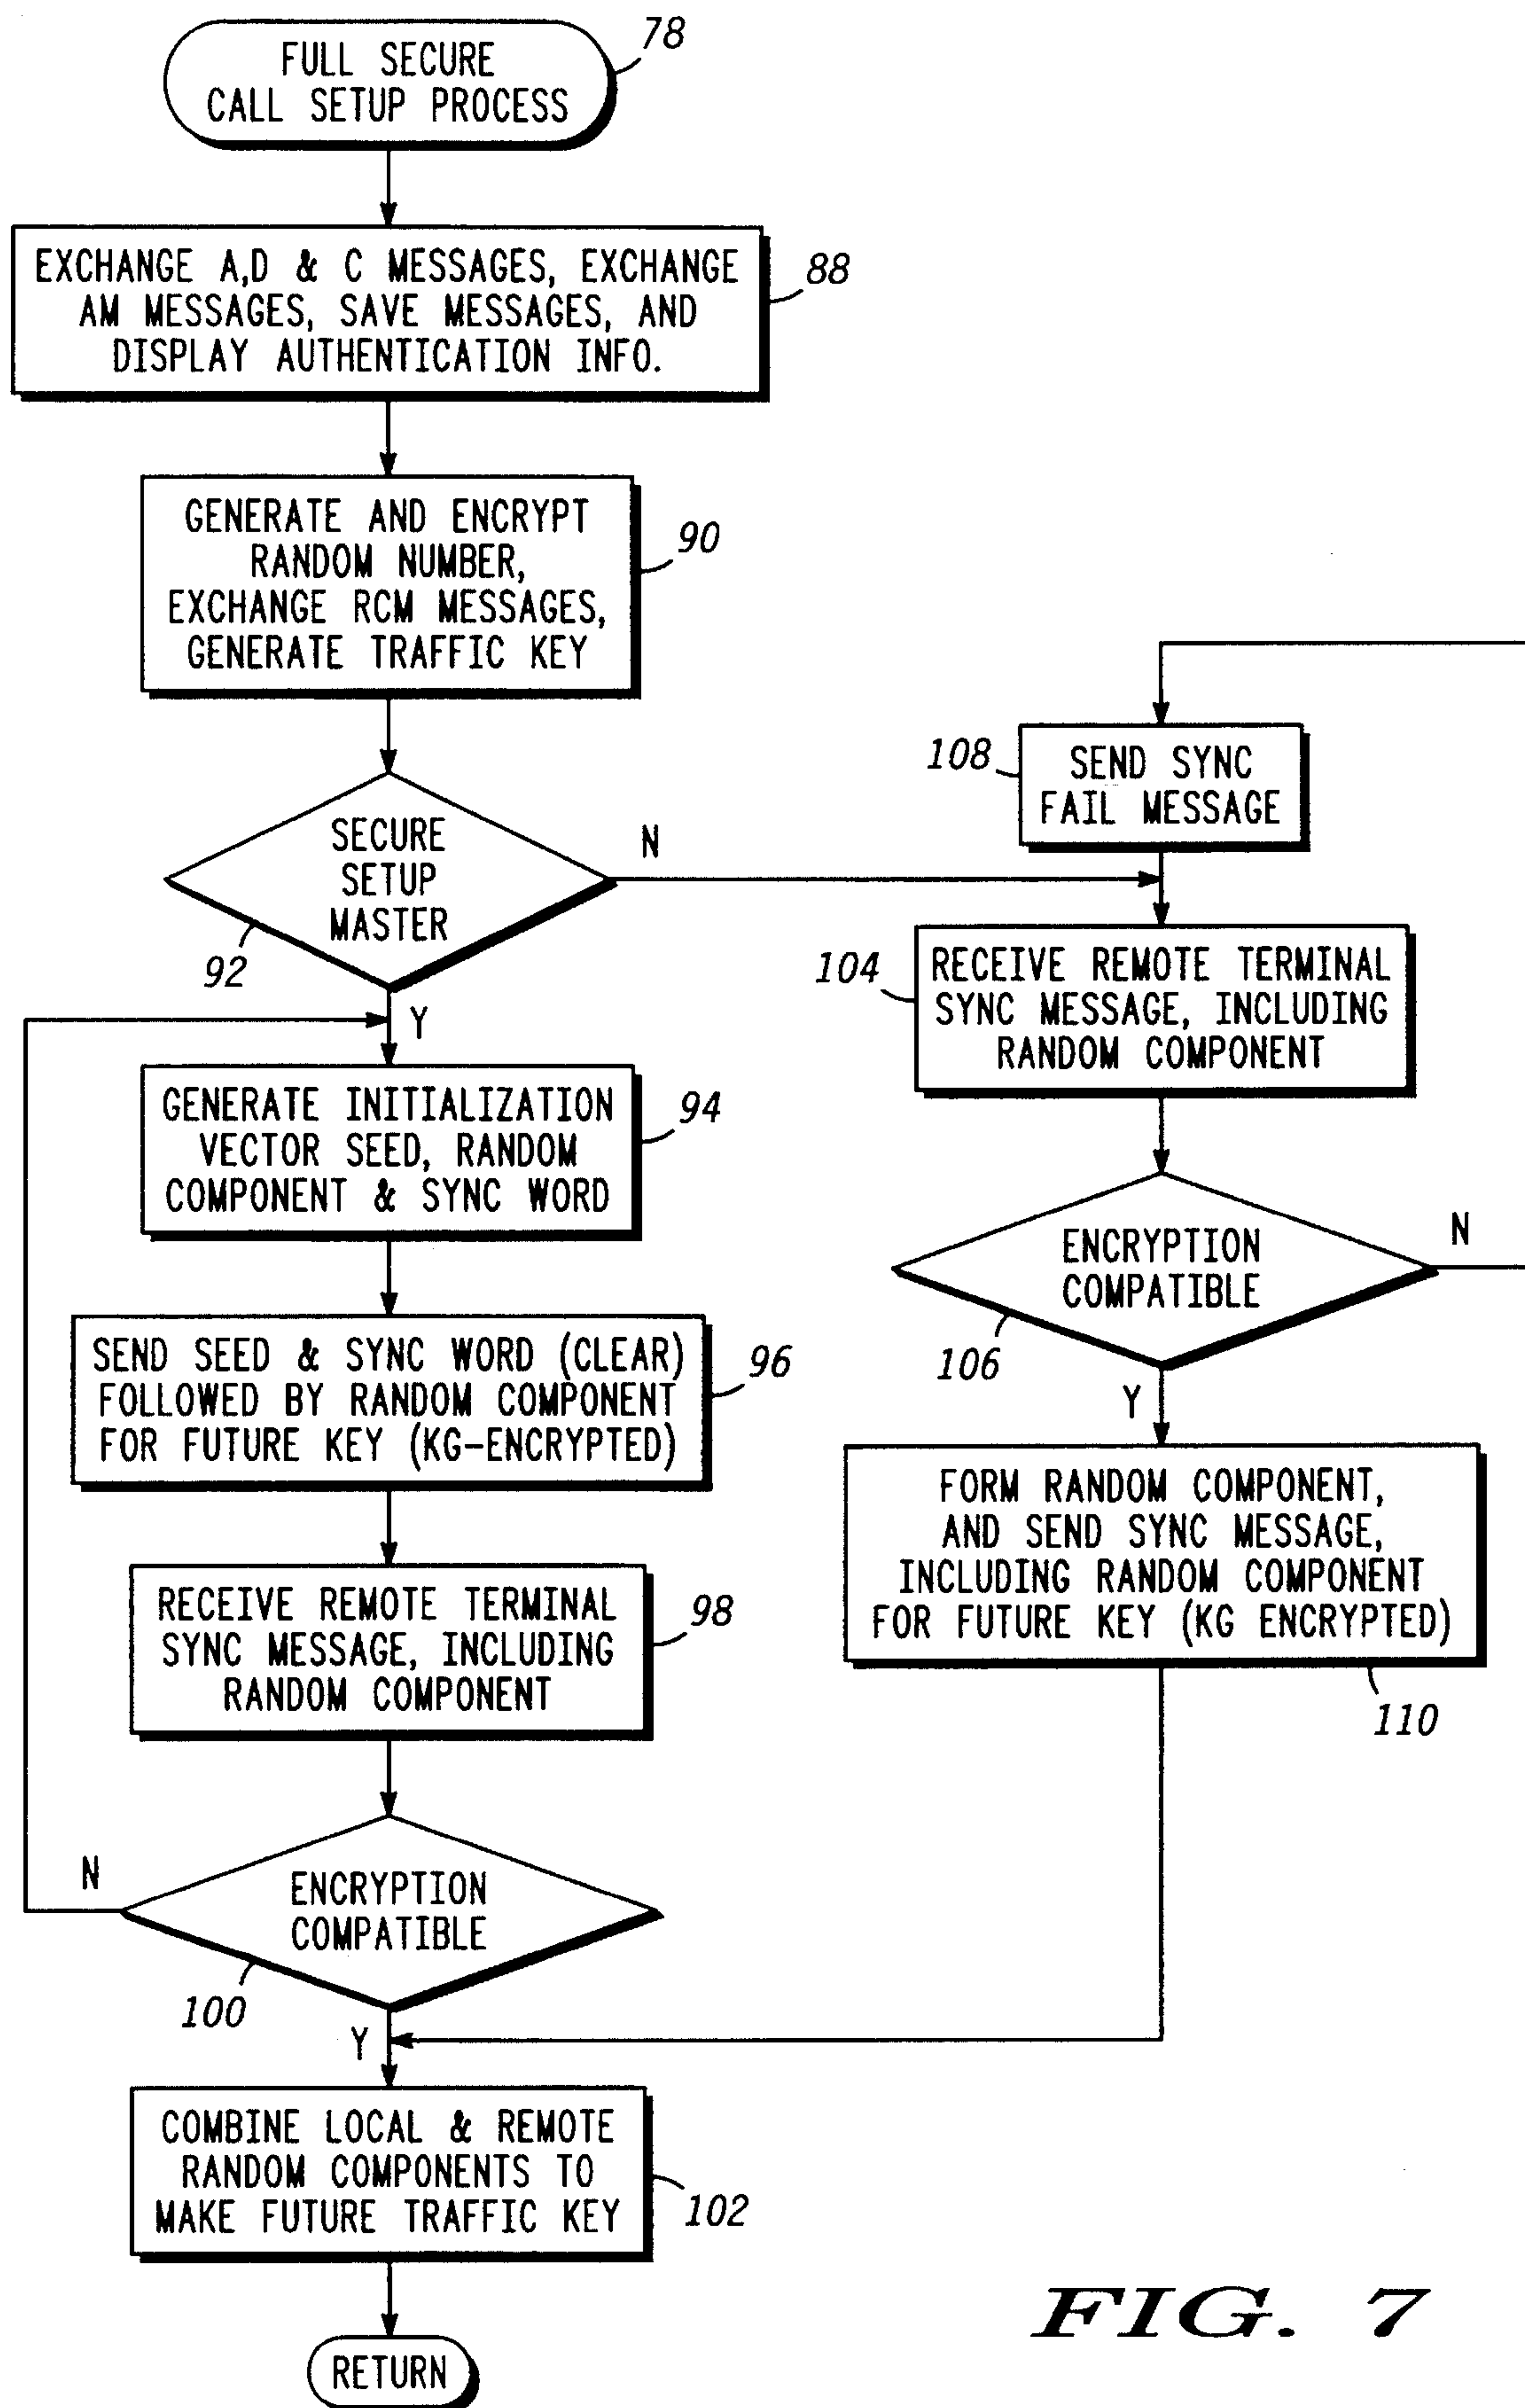 FULL SECURE
CALL SETUP PROCESS
78
EXCHANGE A,D & C MESSAGES, EXCHANGE
AM MESSAGES, SAVE MESSAGES, AND
DISPLAY AUTHENTICATION INFO.
88
GENERATE AND ENCRYPT
RANDOM NUMBER,
EXCHANGE RCM MESSAGES,
GENERATE TRAFFIC KEY
90
SECURE
SETUP
MASTER
92
N
Y
GENERATE INITIALIZATION
VECTOR SEED, RANDOM
COMPONENT & SYNC WORD
94
SEND SEED & SYNC WORD (CLEAR)
FOLLOWED BY RANDOM COMPONENT
FOR FUTURE KEY (KG-ENCRYPTED)
96
RECEIVE REMOTE TERMINAL
SYNC MESSAGE, INCLUDING
RANDOM COMPONENT
98
ENCRYPTION
COMPATIBLE
N
100
Y
COMBINE LOCAL & REMOTE
RANDOM COMPONENTS TO
MAKE FUTURE TRAFFIC KEY
102
RETURN
108
SEND SYNC
FAIL MESSAGE
104
RECEIVE REMOTE TERMINAL
SYNC MESSAGE, INCLUDING
RANDOM COMPONENT
ENCRYPTION
COMPATIBLE
N
106
Y
FORM RANDOM COMPONENT,
AND SEND SYNC MESSAGE,
INCLUDING RANDOM COMPONENT
FOR FUTURE KEY (KG ENCRYPTED)
110
FIG. 7